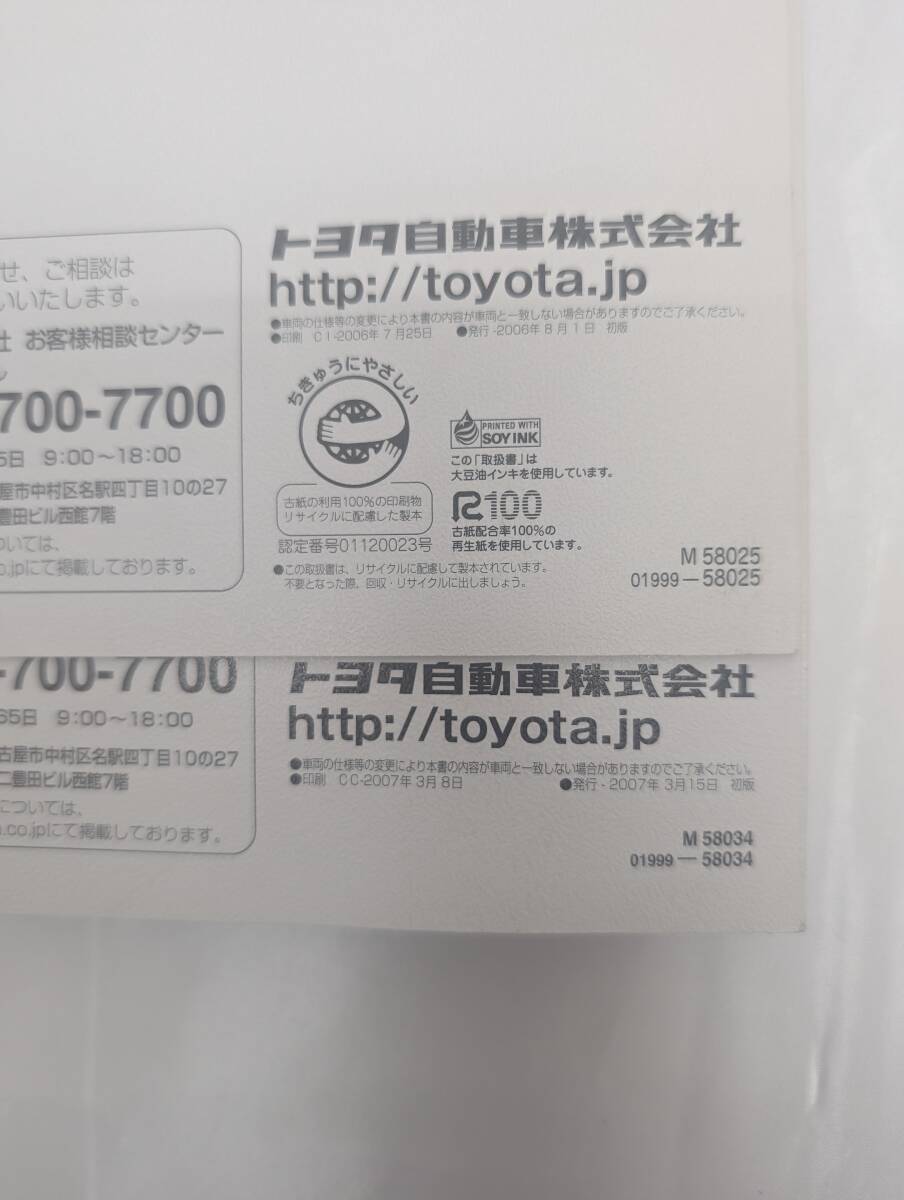 せ、ご相談は
いいたします。
社 お客様相談センター
700-7700
5日 9:00～18:00
屋市中村区名駅四丁目10の27
豊田ビル西館7階
ついては、
o.jpにて掲載しております。
トヨタ自動車株式会社
http://toyota.jp
●車両の仕様等の変更により本書の内容が車両と一致しない場合がありますのでご了承ください。
●印刷 CI-2006年7月25日 ●発行-2006年8月1日 初版
ちきゅうにやさしい
古紙の利用100%の印刷物
リサイクルに配慮した製本
認定番号01120023号
PRINTED WITH
SOY INK
この「取扱書」は
大豆油インキを使用しています。
R100
古紙配合率100%の
再生紙を使用しています。
●この取扱書は、リサイクルに配慮して製本されています。
不要となった際、回収・リサイクルに出しましょう。
M 58025
01999－58025
-700-7700
65日 9:00～18:00
古屋市中村区名駅四丁目10の27
二豊田ビル西館7階
については、
.co.jpにて掲載しております。
トヨタ自動車株式会社
http://toyota.jp
●車両の仕様等の変更により本書の内容が車両と一致しない場合がありますのでご了承ください。
●印刷 CC-2007年3月8日 ●発行-2007年3月15日 初版
M 58034
01999－58034